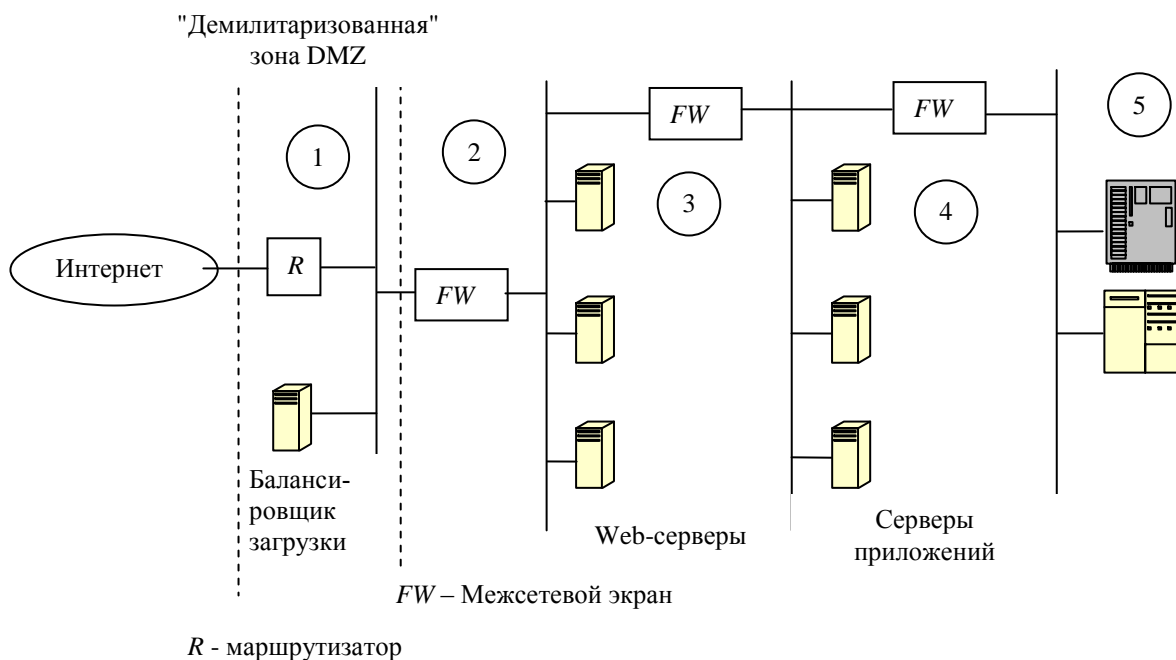 "Демилитаризованная"
зона DMZ
1
2
FW
FW
5
3
4
Интернет
R
FW
Баланси-
ровщик
загрузки
Web-серверы
Серверы
приложений
FW – Межсетевой экран
R - маршрутизатор